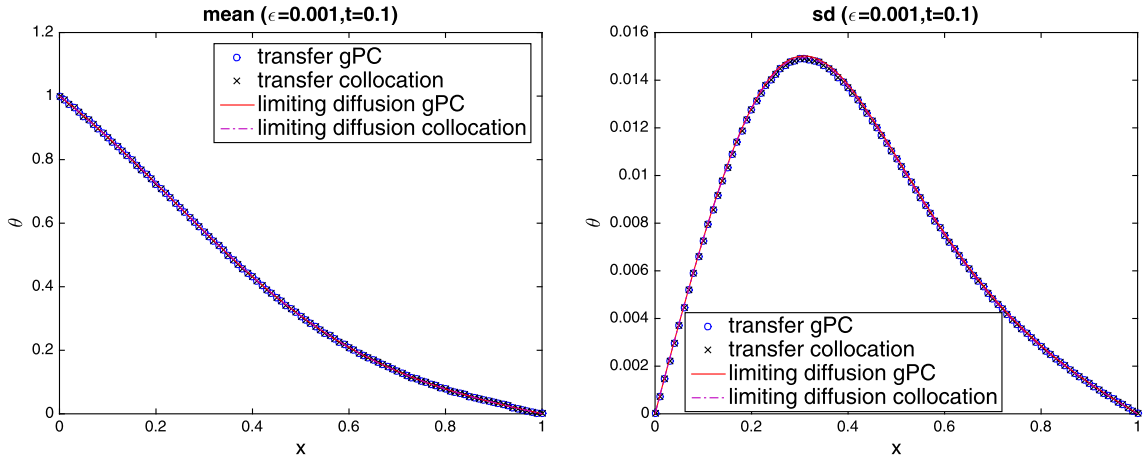 mean (ϵ=0.001,t=0.1)
1.2
1
0.8
0.6
0.4
0.2
0
θ
transfer gPC
transfer collocation
limiting diffusion gPC
limiting diffusion collocation
0 0.2 0.4 0.6 0.8 1
x
sd (ϵ=0.001,t=0.1)
0.016
0.014
0.012
0.01
0.008
0.006
0.004
0.002
0
θ
transfer gPC
transfer collocation
limiting diffusion gPC
limiting diffusion collocation
0 0.2 0.4 0.6 0.8 1
x